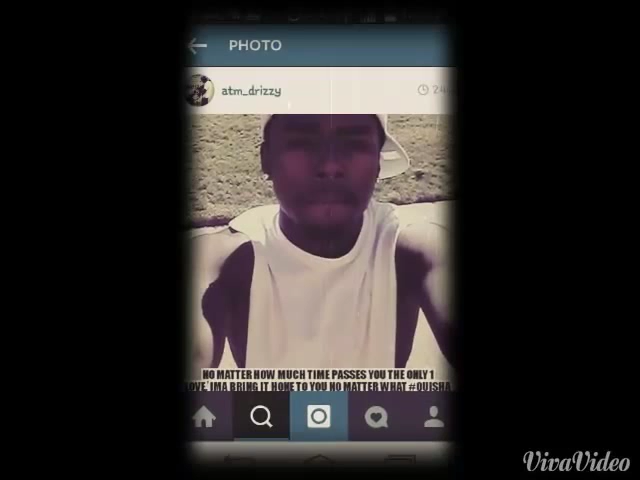 PHOTO
atm_drizzy
NO MATTER HOW MUCH TIME PASSES YOU THE ONLY 1
LOVE. IMA BRING IT HOME TO YOU NO MATTER WHAT #QUISHA
VivaVideo